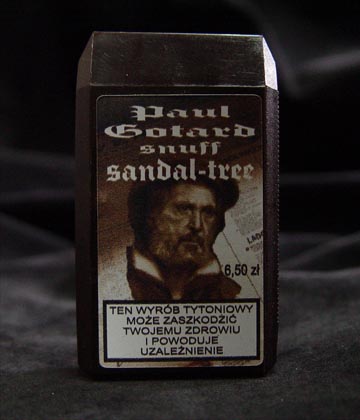 Paul
Gotard
snuff
sandal-tree
6,50 zł
TEN WYRÓB TYTONIOWY
MOŻE ZASZKODZIĆ
TWOJEMU ZDROWIU
I POWODUJE
UZALEŻNIENIE